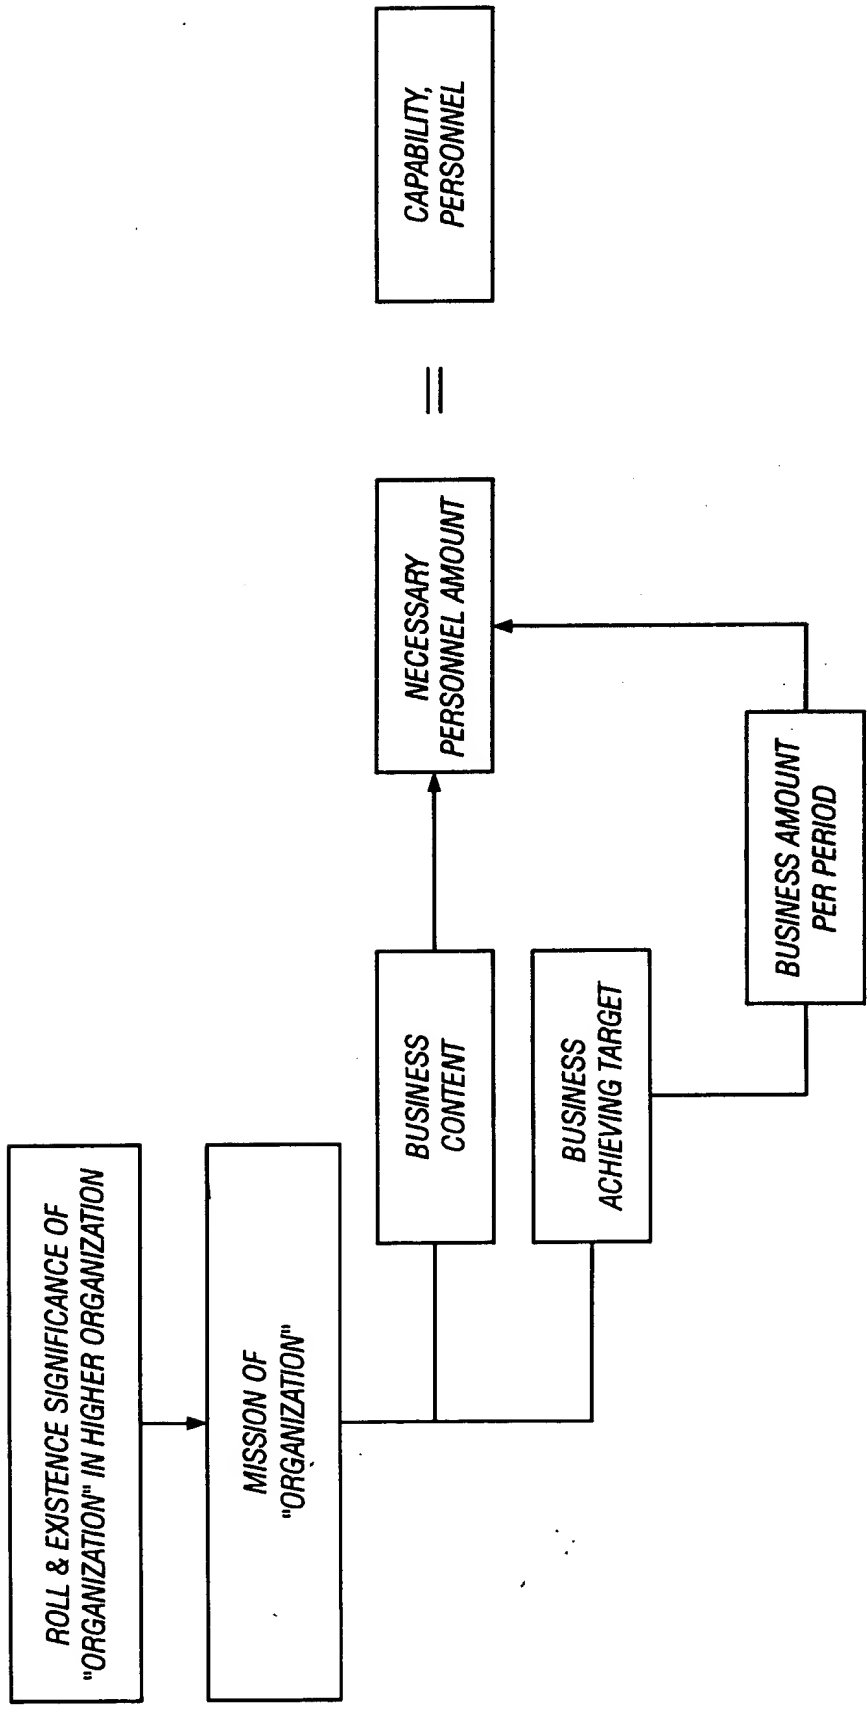 ROLL & EXISTENCE SIGNIFICANCE OF
"ORGANIZATION" IN HIGHER ORGANIZATION
MISSION OF
"ORGANIZATION"
BUSINESS
CONTENT
BUSINESS
ACHIEVING TARGET
BUSINESS AMOUNT
PER PERIOD
NECESSARY
PERSONNEL AMOUNT
=
CAPABILITY,
PERSONNEL